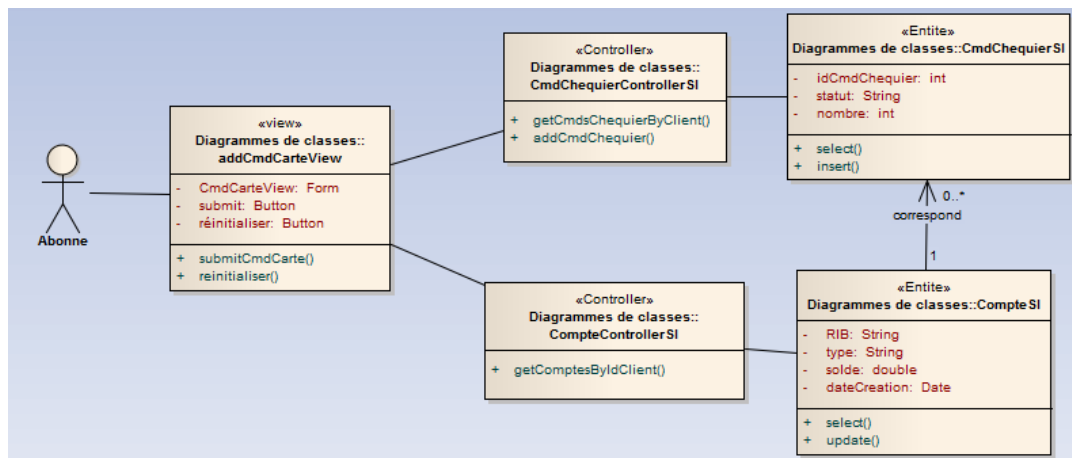 Abonne
«view»
Diagrammes de classes::
addCmdCarteView
- CmdCarteView: Form
- submit: Button
- réinitialiser: Button
+ submitCmdCarte()
+ reinitialiser()
«Controller»
Diagrammes de classes::
CmdChequierControllerSI
+ getCmdsChequierByClient()
+ addCmdChequier()
«Entite»
Diagrammes de classes::CmdChequierSI
- idCmdChequier: int
- statut: String
- nombre: int
+ select()
+ insert()
0..*
correspond
1
«Controller»
Diagrammes de classes::
CompteControllerSI
+ getComptesByIdClient()
«Entite»
Diagrammes de classes::CompteSI
- RIB: String
- type: String
- solde: double
- dateCreation: Date
+ select()
+ update()